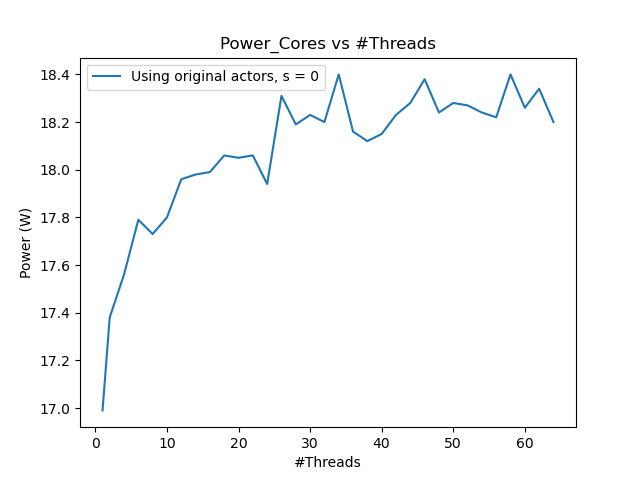 Power_Cores vs #Threads
Using original actors, s = 0
18.4
18.2
18.0
17.8
17.6
17.4
17.2
17.0
Power (W)
0 10 20 30 40 50 60
#Threads